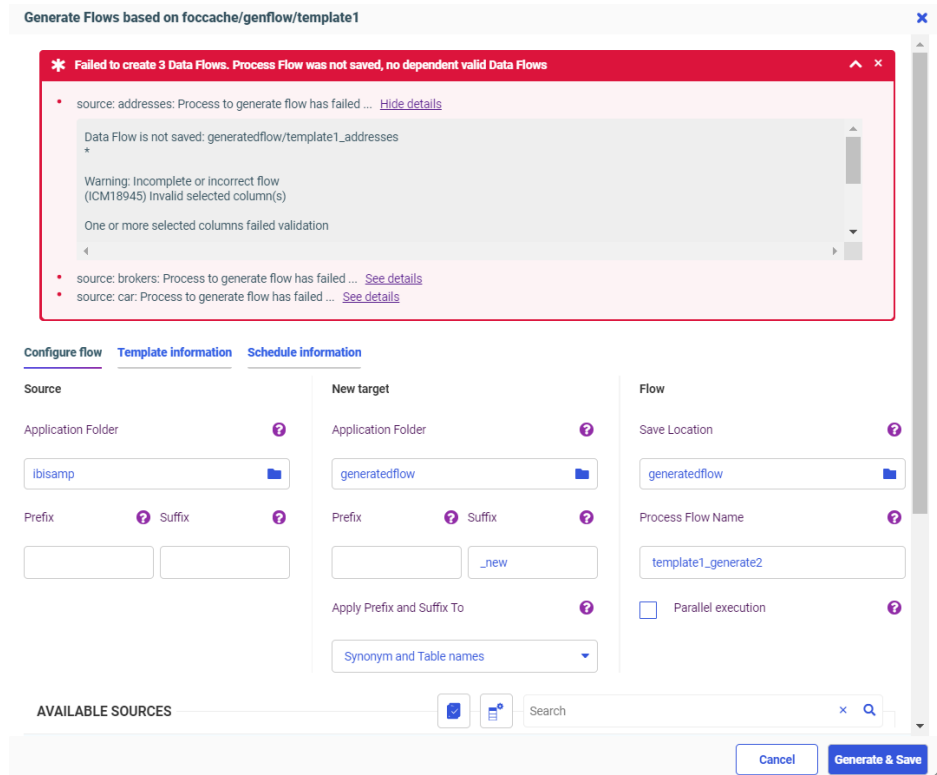 Generate Flows based on foccache/genflow/template1
Failed to create 3 Data Flows. Process Flow was not saved, no dependent valid Data Flows
source: addresses: Process to generate flow has failed ... Hide details
Data Flow is not saved: generatedflow/template1_addresses
*
Warning: Incomplete or incorrect flow
(ICM18945) Invalid selected column(s)
One or more selected columns failed validation
source: brokers: Process to generate flow has failed ... See details
source: car: Process to generate flow has failed ... See details
Configure flow Template information Schedule information
Source New target Flow
Application Folder Application Folder Save Location
ibisamp generatedflow generatedflow
Prefix Suffix Prefix Suffix Process Flow Name
_new template1_generate2
Apply Prefix and Suffix To Parallel execution
Synonym and Table names
AVAILABLE SOURCES Search
Cancel Generate & Save